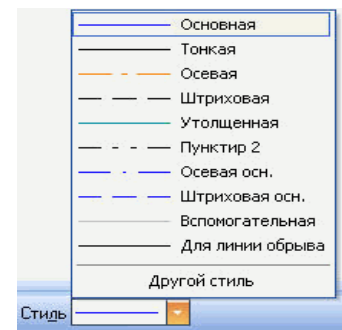 Основная
Тонкая
Осевая
Штриховая
Утолщенная
Пунктир 2
Осевая осн.
Штриховая осн.
Вспомогательная
Для линии обрыва
Другой стиль
Стиль